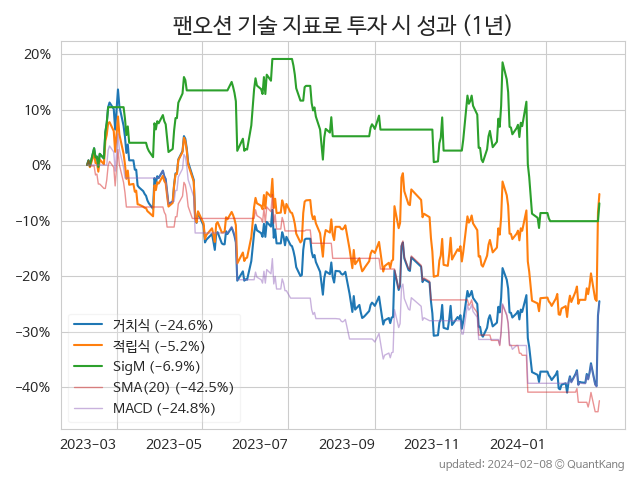 팬오션 기술 지표로 투자 시 성과 (1년)
20%
10%
0%
−10%
−20%
−30%
−40%
거치식 (−24.6%)
적립식 (−5.2%)
SigM (−6.9%)
SMA(20) (−42.5%)
MACD (−24.8%)
2023-03 2023-05 2023-07 2023-09 2023-11 2024-01
updated: 2024-02-08 © QuantKang